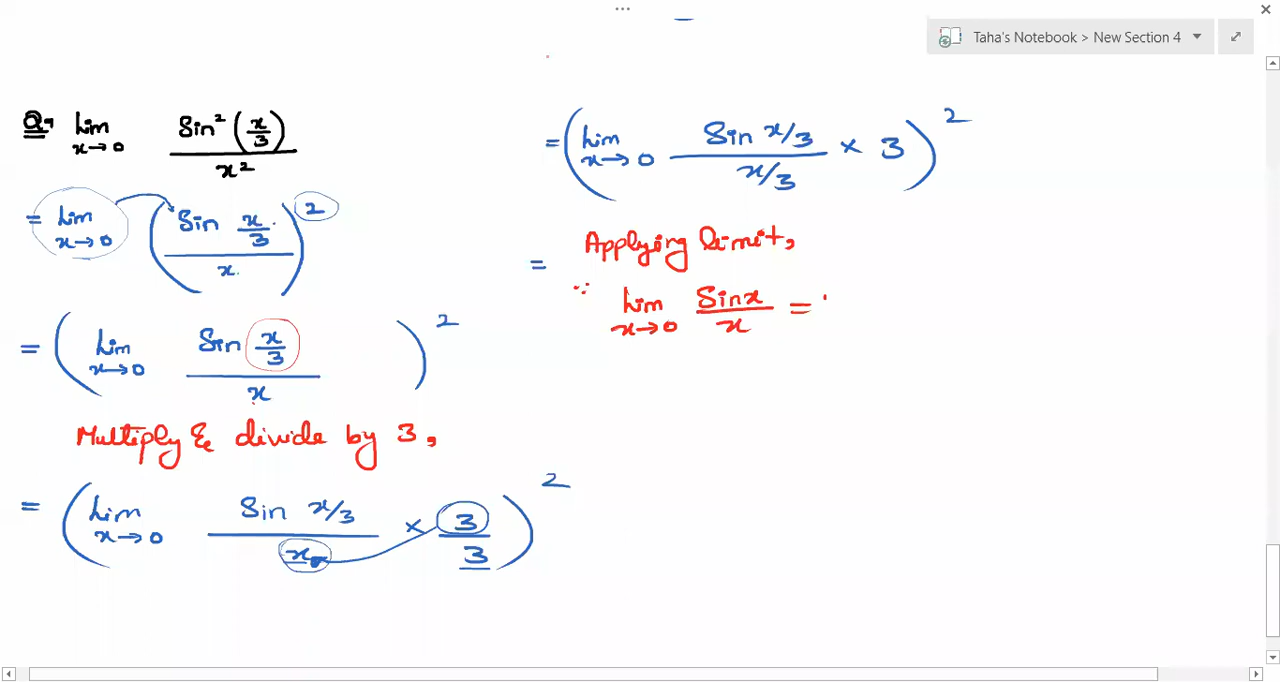 Taha's Notebook > New Section 4
Q. lim x→0 Sin² (x/3) / x²
= lim x→0 (Sin x/3 / x)²
= (lim x→0 Sin x/3 / x)²
Multiply & divide by 3,
= (lim x→0 Sin x/3 / x × 3/3)²
= (lim x→0 Sin x/3 / x/3 × 3)²
= Applying limit,
∵ lim x→0 Sinx / x =